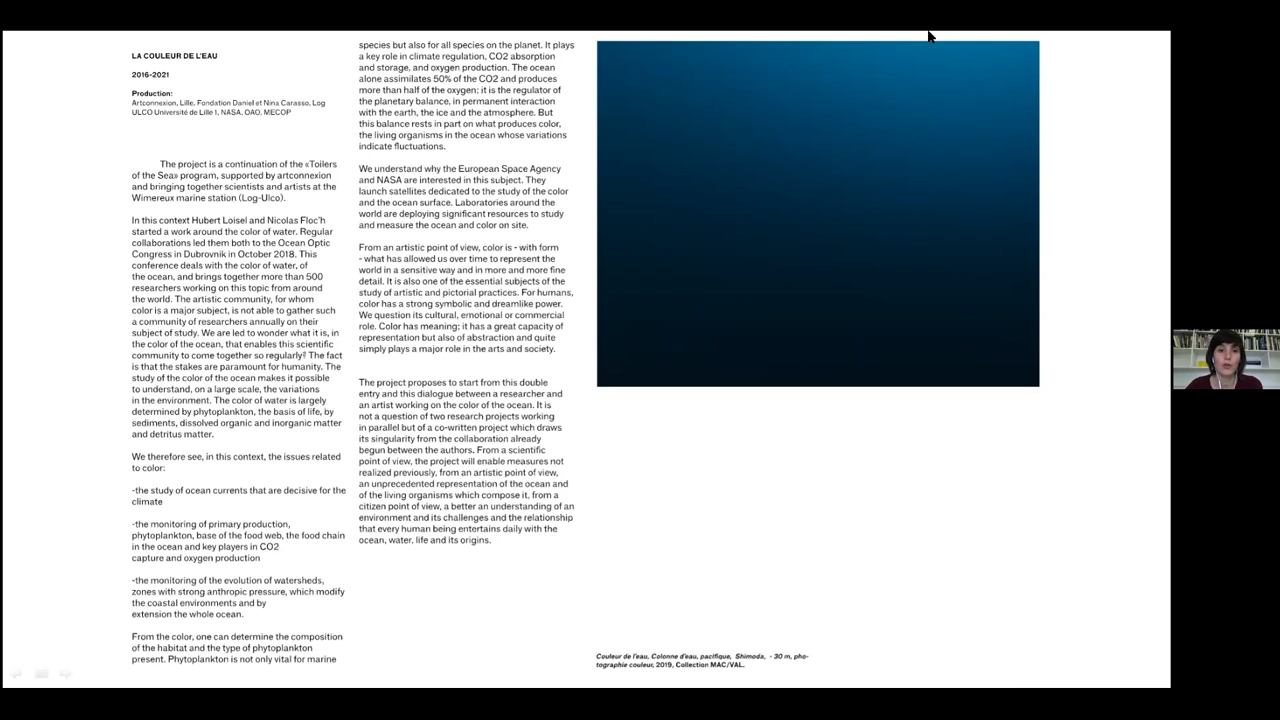 LA COULEUR DE L'EAU
2016-2021
Production:
Artconnexion, Lille, Fondation Daniel et Nina Carasso, Log
ULCO Université de Lille 1, NASA, OAO, MECOP
The project is a continuation of the «Toilers
of the Sea» program, supported by artconnexion
and bringing together scientists and artists at the
Wimereux marine station (Log-Ulco).
In this context Hubert Loisel and Nicolas Floc'h
started a work around the color of water. Regular
collaborations led them both to the Ocean Optic
Congress in Dubrovnik in October 2018. This
conference deals with the color of water, of
the ocean, and brings together more than 500
researchers working on this topic from around
the world. The artistic community, for whom
color is a major subject, is not able to gather such
a community of researchers annually on their
subject of study. We are led to wonder what it is, in
the color of the ocean, that enables this scientific
community to come together so regularly? The fact
is that the stakes are paramount for humanity. The
study of the color of the ocean makes it possible
to understand, on a large scale, the variations
in the environment. The color of water is largely
determined by phytoplankton, the basis of life, by
sediments, dissolved organic and inorganic matter
and detritus matter.
We therefore see, in this context, the issues related
to color:
-the study of ocean currents that are decisive for the
climate
-the monitoring of primary production,
phytoplankton, base of the food web, the food chain
in the ocean and key players in CO2
capture and oxygen production
-the monitoring of the evolution of watersheds,
zones with strong anthropic pressure, which modify
the coastal environments and by
extension the whole ocean.
From the color, one can determine the composition
of the habitat and the type of phytoplankton
present. Phytoplankton is not only vital for marine
species but also for all species on the planet. It plays
a key role in climate regulation, CO2 absorption
and storage, and oxygen production. The ocean
alone assimilates 50% of the CO2 and produces
more than half of the oxygen; it is the regulator of
the planetary balance, in permanent interaction
with the earth, the ice and the atmosphere. But
this balance rests in part on what produces color,
the living organisms in the ocean whose variations
indicate fluctuations.
We understand why the European Space Agency
and NASA are interested in this subject. They
launch satellites dedicated to the study of the color
and the ocean surface. Laboratories around the
world are deploying significant resources to study
and measure the ocean and color on site.
From an artistic point of view, color is - with form
- what has allowed us over time to represent the
world in a sensitive way and in more and more fine
detail. It is also one of the essential subjects of the
study of artistic and pictorial practices. For humans,
color has a strong symbolic and dreamlike power.
We question its cultural, emotional or commercial
role. Color has meaning; it has a great capacity of
representation but also of abstraction and quite
simply plays a major role in the arts and society.
The project proposes to start from this double
entry and this dialogue between a researcher and
an artist working on the color of the ocean. It is
not a question of two research projects working
in parallel but of a co-written project which draws
its singularity from the collaboration already
begun between the authors. From a scientific
point of view, the project will enable measures not
realized previously, from an artistic point of view,
an unprecedented representation of the ocean and
of the living organisms which compose it, from a
citizen point of view, a better an understanding of an
environment and its challenges and the relationship
that every human being entertains daily with the
ocean, water, life and its origins.
Couleur de l'eau, Colonne d'eau, pacifique, Shimoda, - 30 m, pho-
tographie couleur, 2019, Collection MAC/VAL.